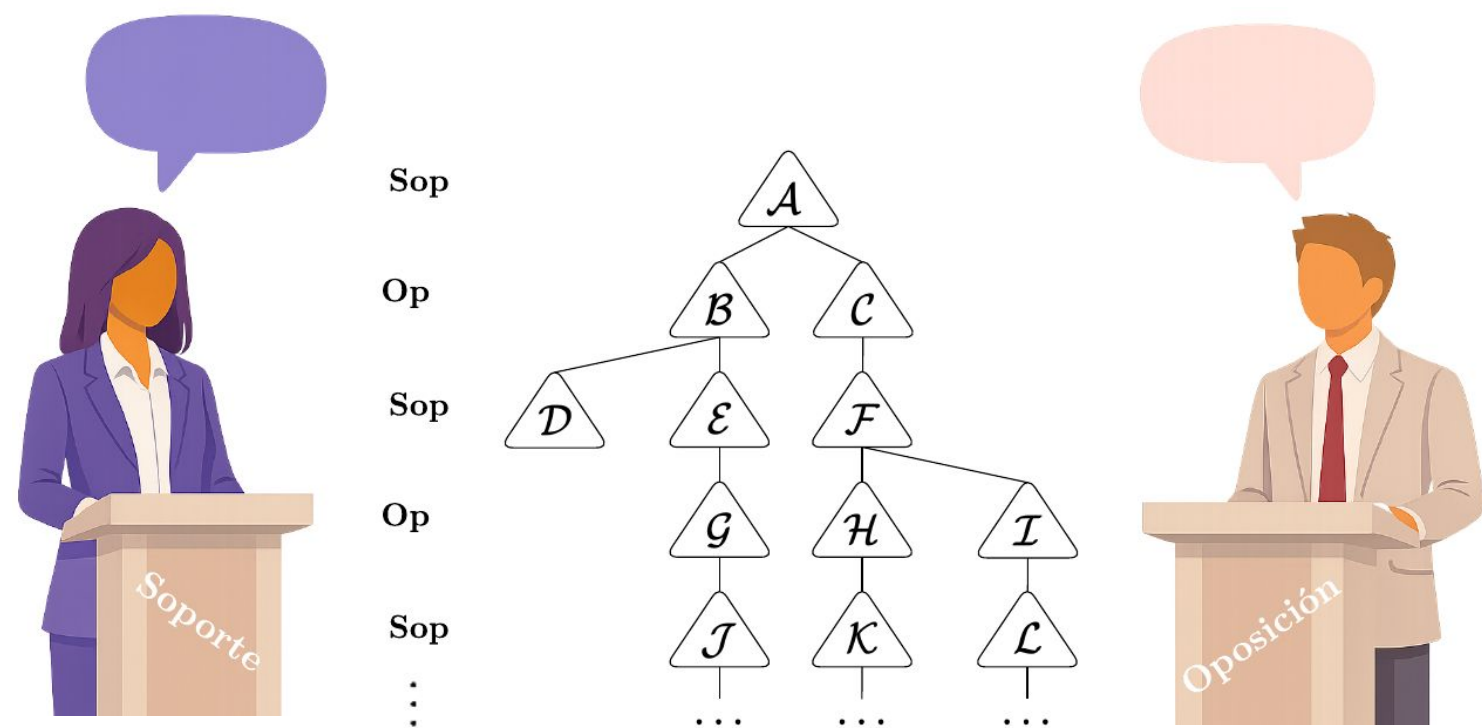 Sop
𝒜
Op
ℬ 𝒞
Sop
𝒟 ℰ ℱ
Op
𝒢 ℋ ℐ
Sop
𝒥 𝒦 ℒ
⋮
... ... ...
Soporte
Oposición